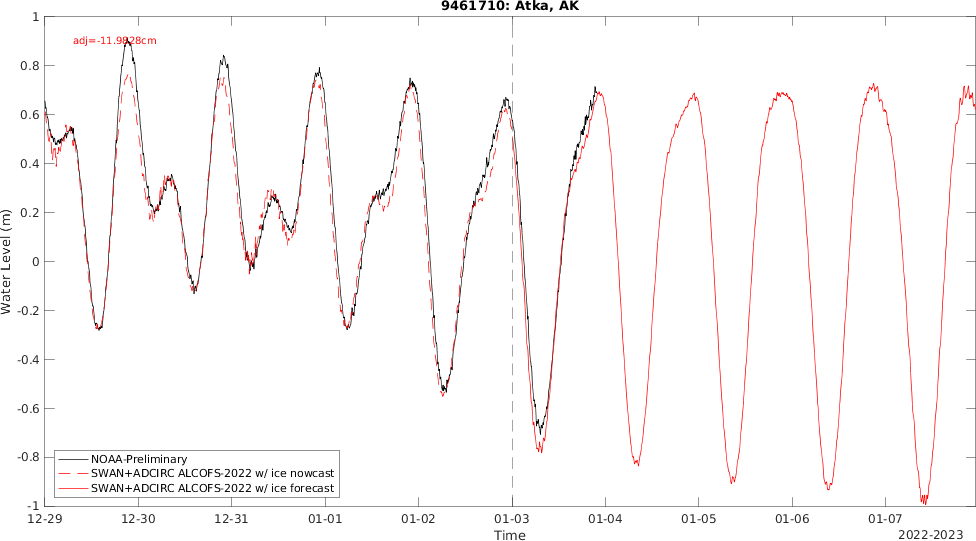 9461710: Atka, AK
adj=-11.9828cm
Water Level (m)
1
0.8
0.6
0.4
0.2
0
-0.2
-0.4
-0.6
-0.8
-1
NOAA-Preliminary
SWAN+ADCIRC ALCOFS-2022 w/ ice nowcast
SWAN+ADCIRC ALCOFS-2022 w/ ice forecast
12-29 12-30 12-31 01-01 01-02 01-03 01-04 01-05 01-06 01-07
Time
2022-2023